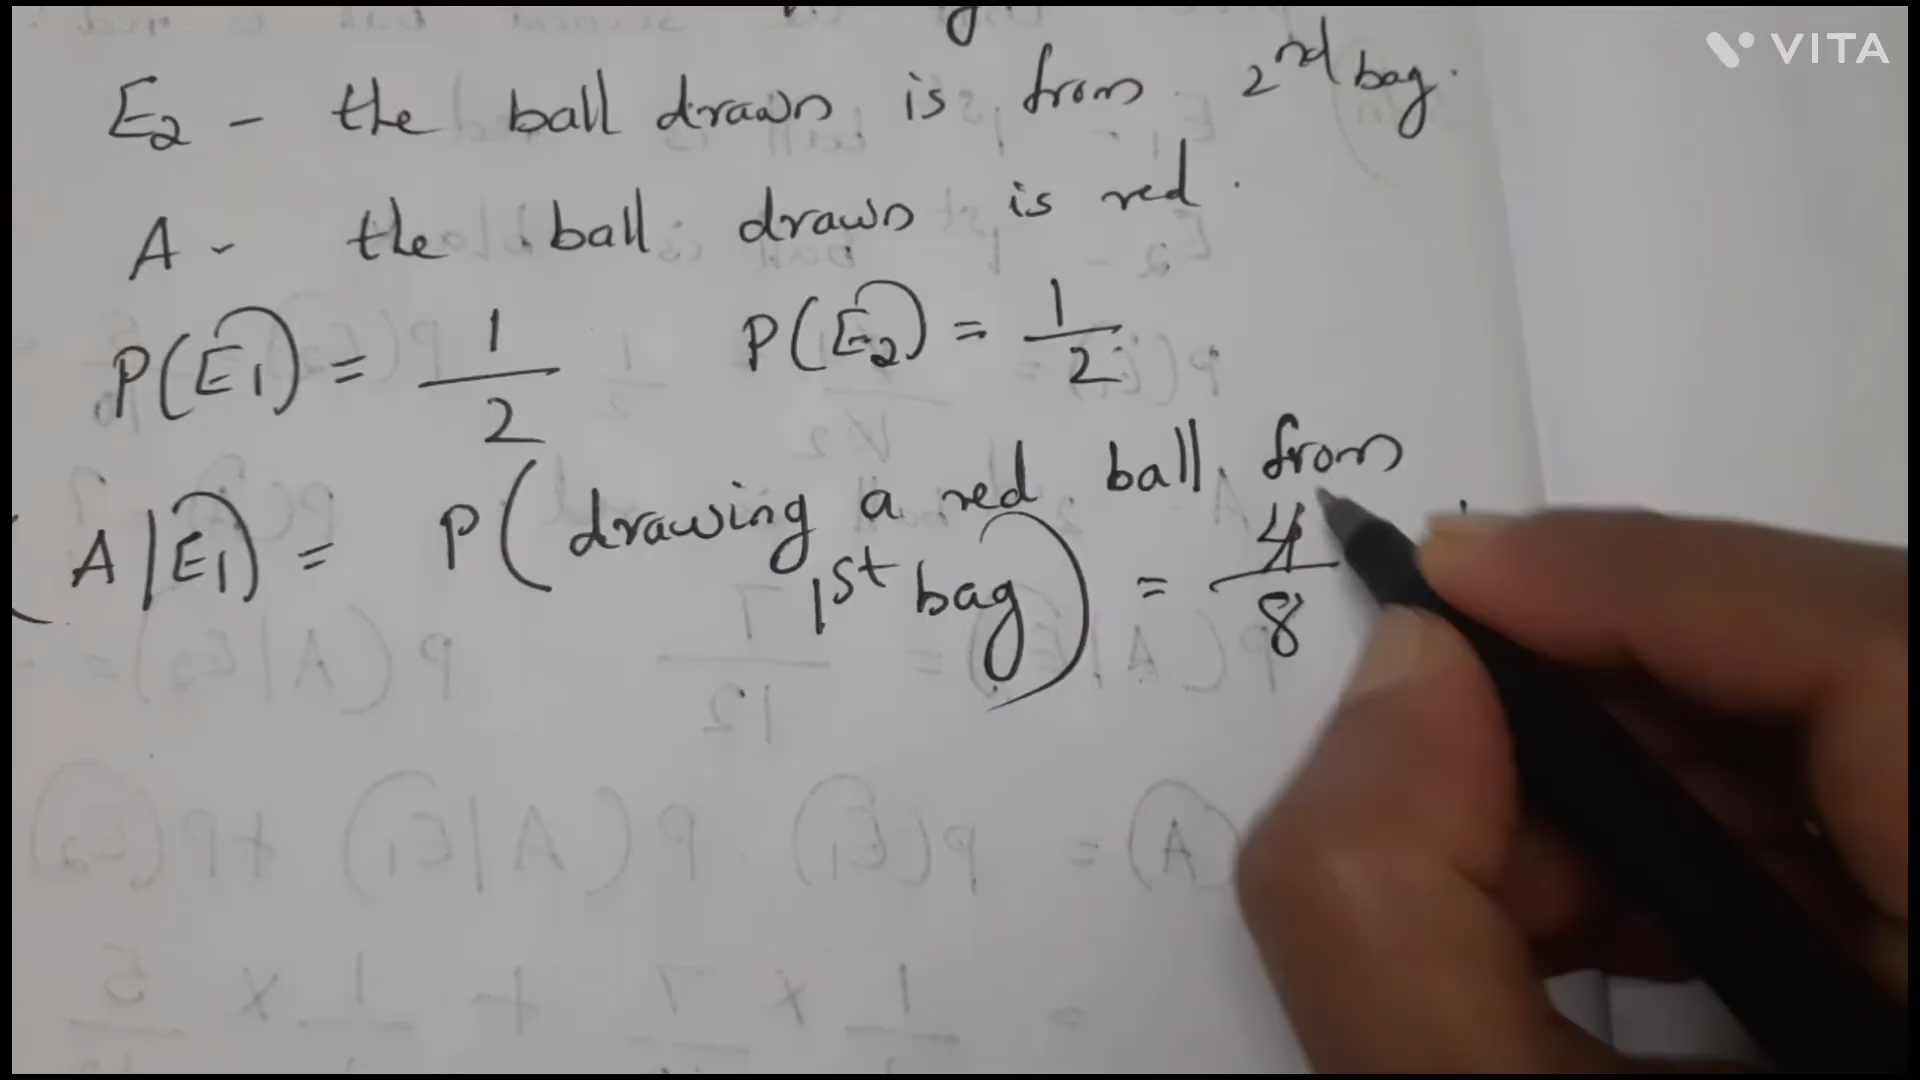 VITA
E2 - the ball drawn is from 2nd bag.
A - the ball drawn is red.
P(E1) = 1/2 P(E2) = 1/2
(A|E1) = P(drawing a red ball from
1st bag) = 4/8